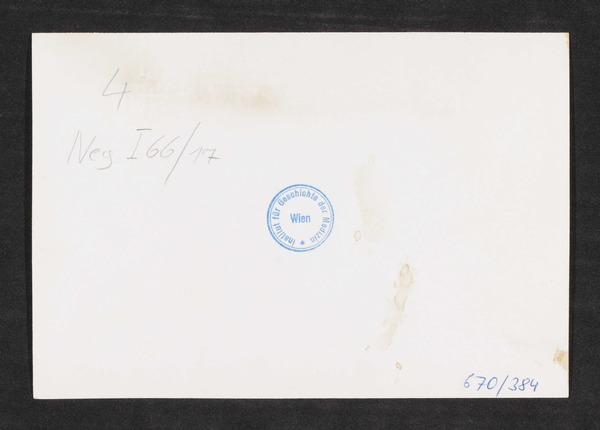 4
Neg I 66/17
Institut für Geschichte der Medizin
Wien
670/384